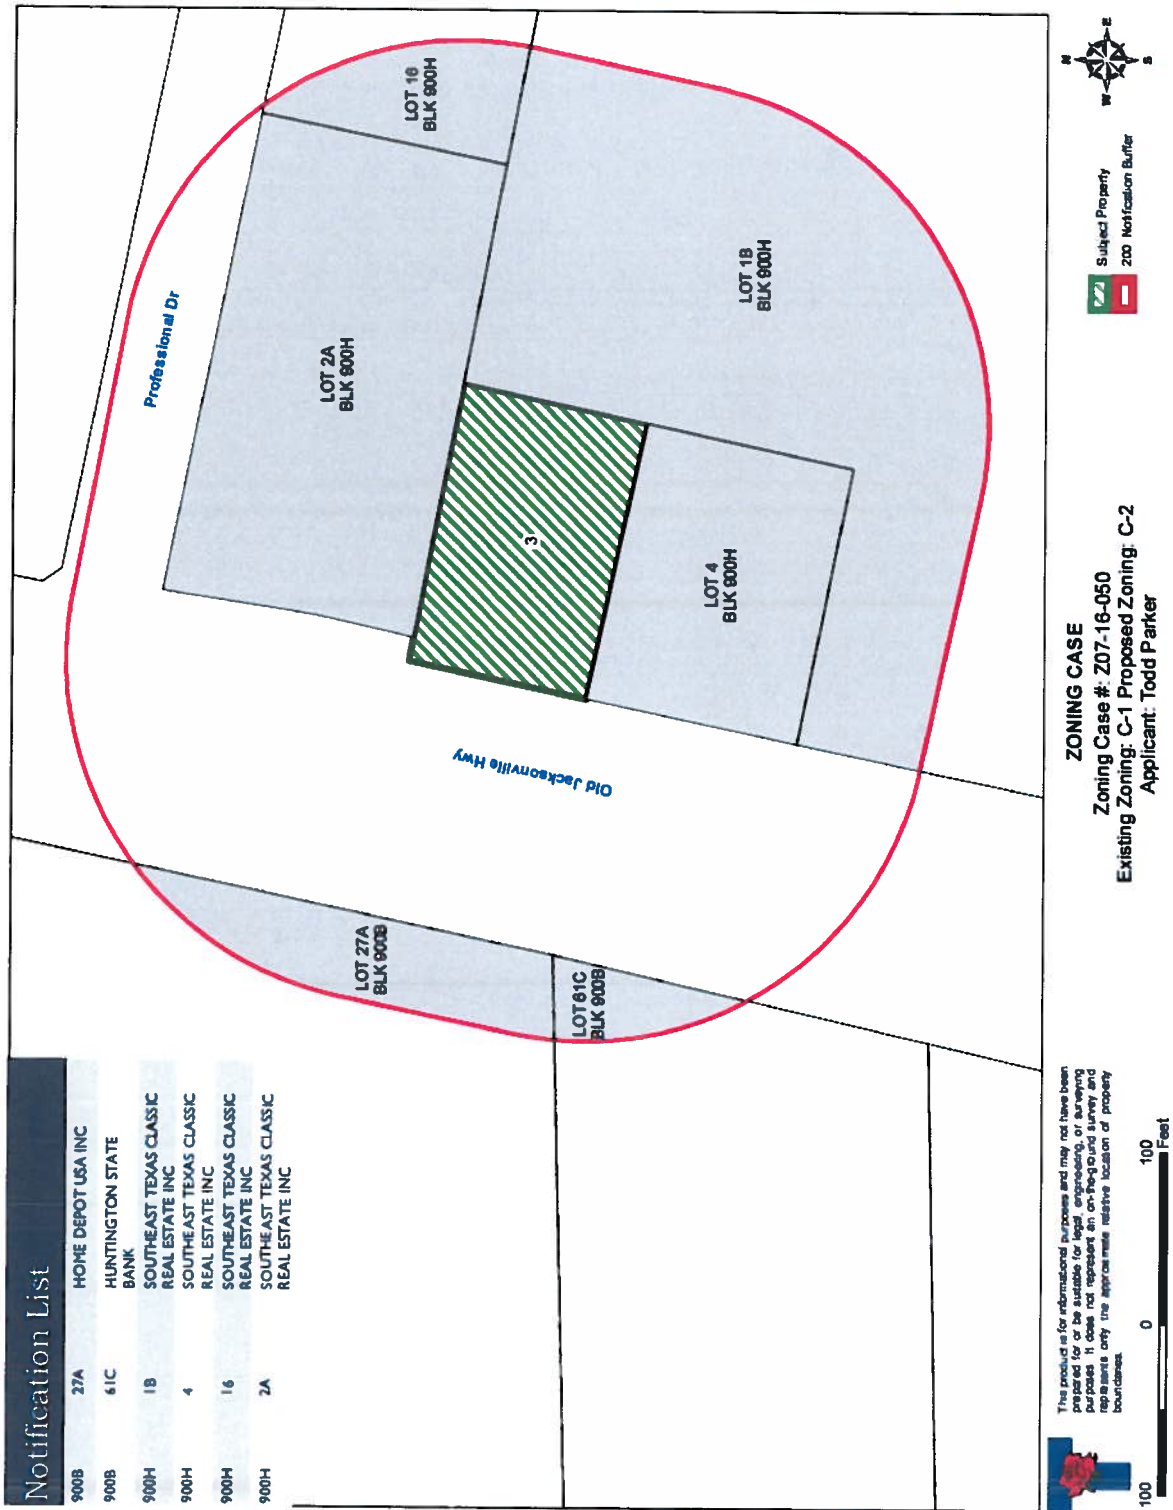 Notification List
900B 27A HOME DEPOT USA INC
900B 61C HUNTINGTON STATE
BANK
900H 1B SOUTHEAST TEXAS CLASSIC
REAL ESTATE INC
900H 4 SOUTHEAST TEXAS CLASSIC
REAL ESTATE INC
900H 16 SOUTHEAST TEXAS CLASSIC
REAL ESTATE INC
900H 2A SOUTHEAST TEXAS CLASSIC
REAL ESTATE INC
Professional Dr
LOT 16
BLK 900H
LOT 2A
BLK 900H
LOT 27A
BLK 900B
3
LOT 61C
BLK 900B
Old Jacksonville Hwy
LOT 4
BLK 900H
LOT 1B
BLK 900H
This product is for informational purposes and may not have been
prepared for or be suitable for legal, engineering, or surveying
purposes. It does not represent an on-the-ground survey and
represents only the approximate relative location of property
boundaries.
100 0 100
Feet
ZONING CASE
Zoning Case #: Z07-16-050
Existing Zoning: C-1 Proposed Zoning: C-2
Applicant: Todd Parker
Subject Property
200 Notification Buffer
N
W E
S